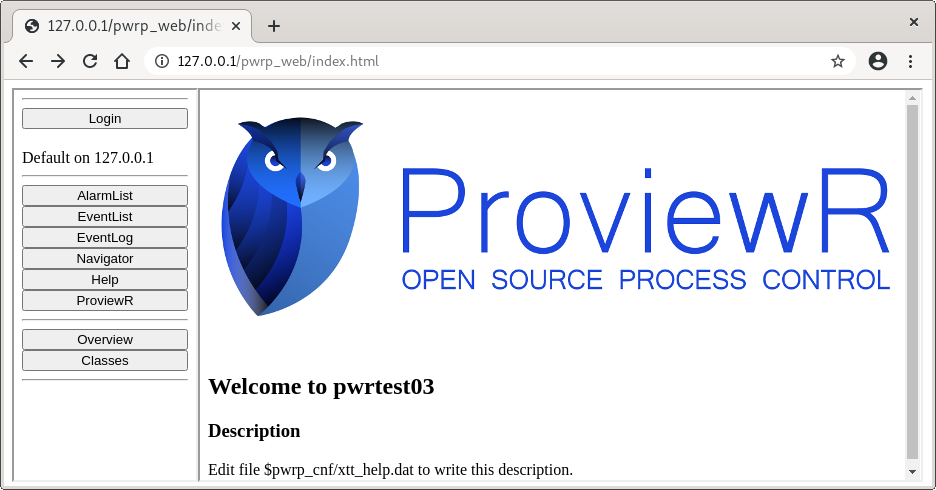 127.0.0.1/pwrp_web/inde
127.0.0.1/pwrp_web/index.html
Login
Default on 127.0.0.1
AlarmList
EventList
EventLog
Navigator
Help
ProviewR
Overview
Classes
ProviewR
OPEN SOURCE PROCESS CONTROL
Welcome to pwrtest03
Description
Edit file $pwrp_cnf/xtt_help.dat to write this description.